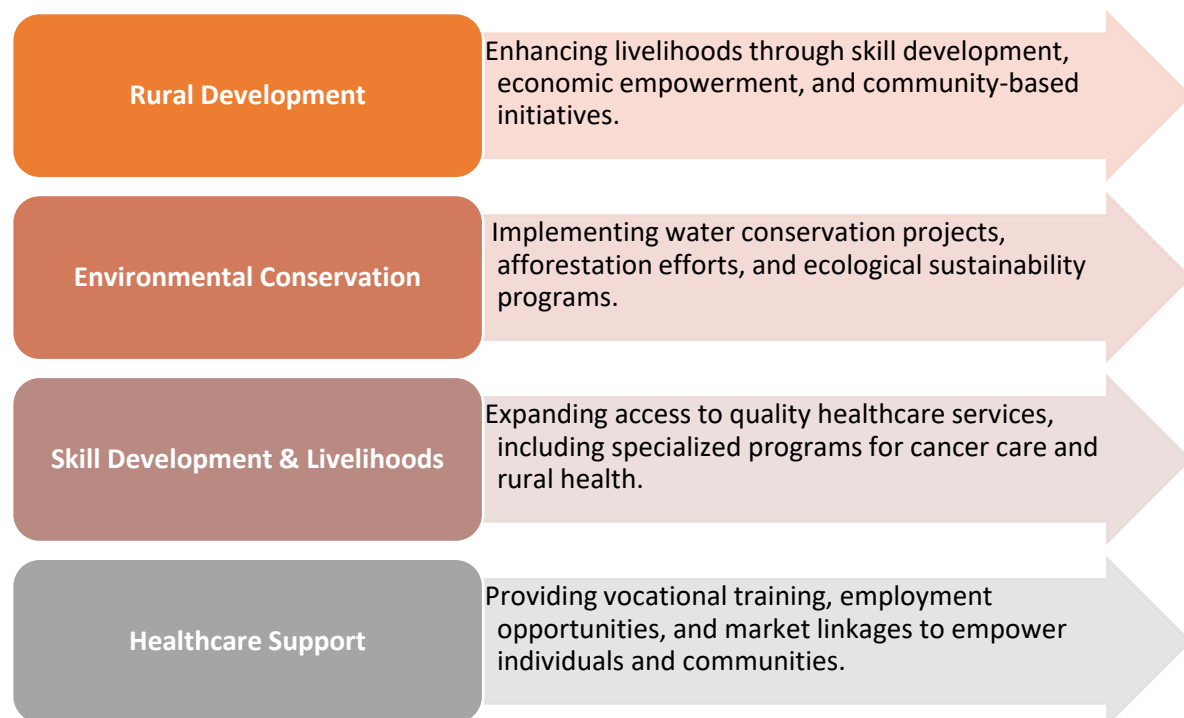 Rural Development
Enhancing livelihoods through skill development,
economic empowerment, and community-based
initiatives.
Environmental Conservation
Implementing water conservation projects,
afforestation efforts, and ecological sustainability
programs.
Skill Development & Livelihoods
Expanding access to quality healthcare services,
including specialized programs for cancer care and
rural health.
Healthcare Support
Providing vocational training, employment
opportunities, and market linkages to empower
individuals and communities.